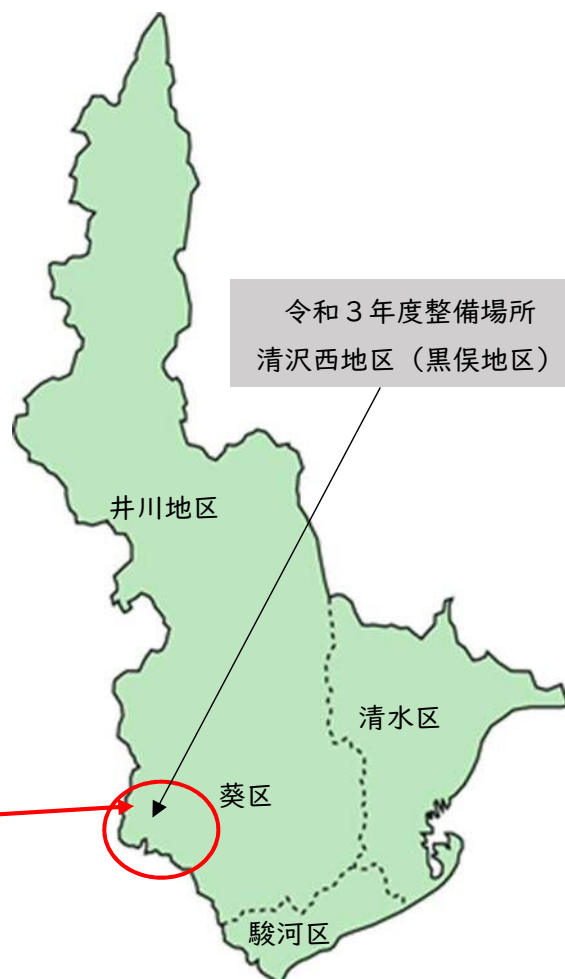 令和３年度整備場所
清沢西地区（黒俣地区）
井川地区
清水区
葵区
駿河区